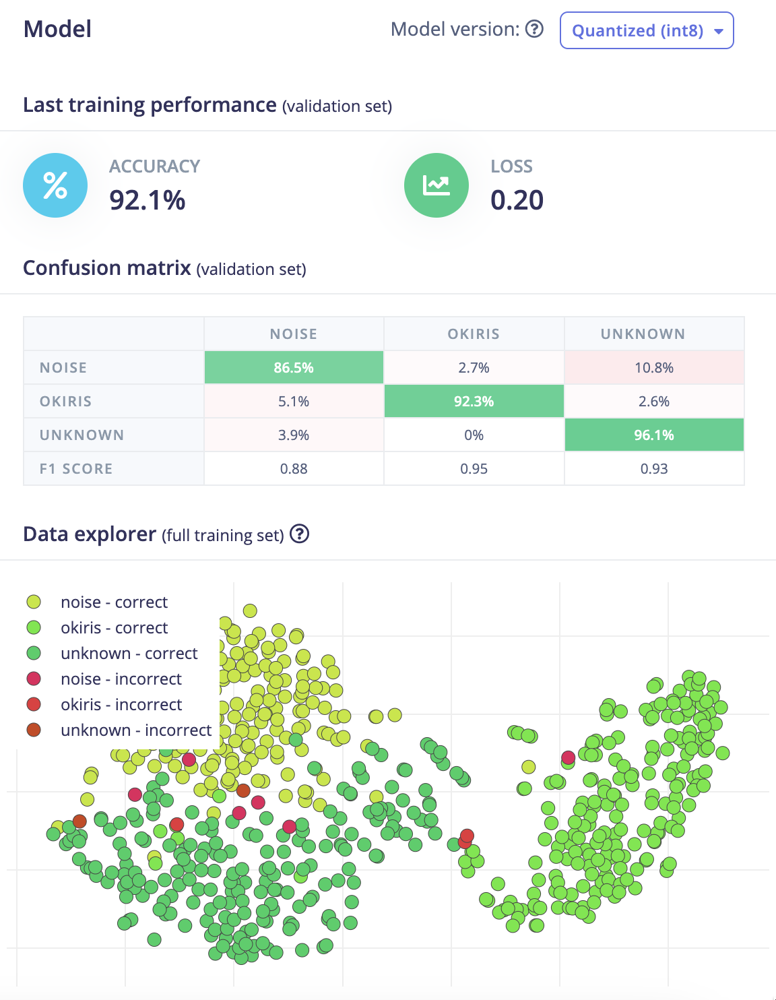 Model
Model version: ? Quantized (int8)
Last training performance (validation set)
% ACCURACY
92.1%
LOSS
0.20
Confusion matrix (validation set)
NOISE OKIRIS UNKNOWN
NOISE 86.5% 2.7% 10.8%
OKIRIS 5.1% 92.3% 2.6%
UNKNOWN 3.9% 0% 96.1%
F1 SCORE 0.88 0.95 0.93
Data explorer (full training set) ?
noise - correct
okiris - correct
unknown - correct
noise - incorrect
okiris - incorrect
unknown - incorrect